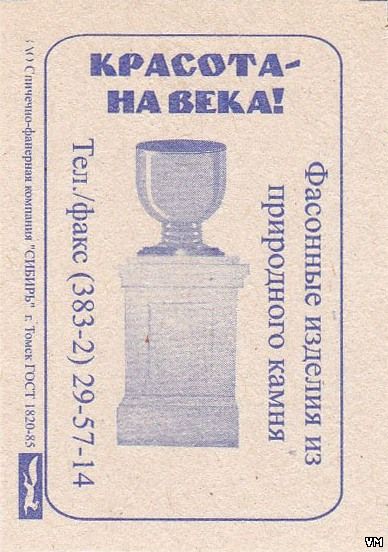 КРАСОТА-
НА ВЕКА!
Фасонные изделия из
природного камня
Тел./факс (383-2) 29-57-14
ЗАО Спичечно-фанерная компания "СИБИРЬ" г. Томск ГОСТ 1820-85
VM